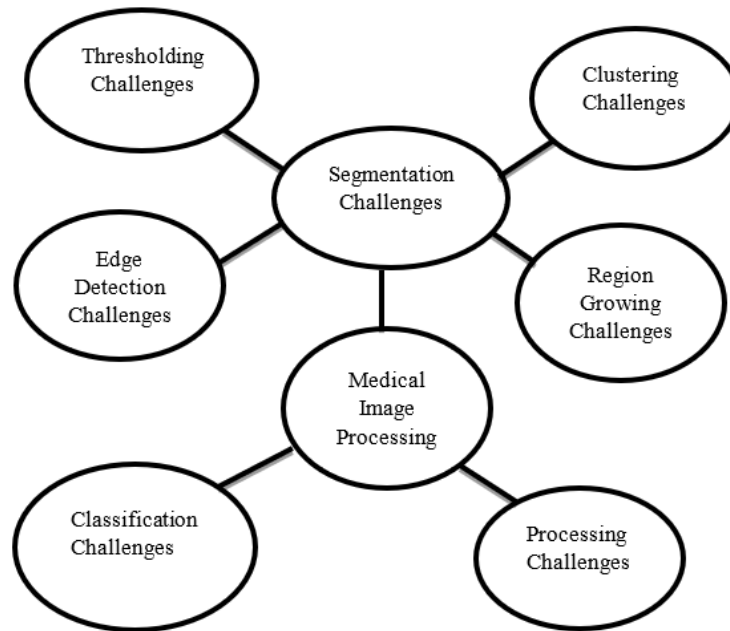 Thresholding
Challenges
Clustering
Challenges
Segmentation
Challenges
Edge
Detection
Challenges
Region
Growing
Challenges
Medical
Image
Processing
Classification
Challenges
Processing
Challenges